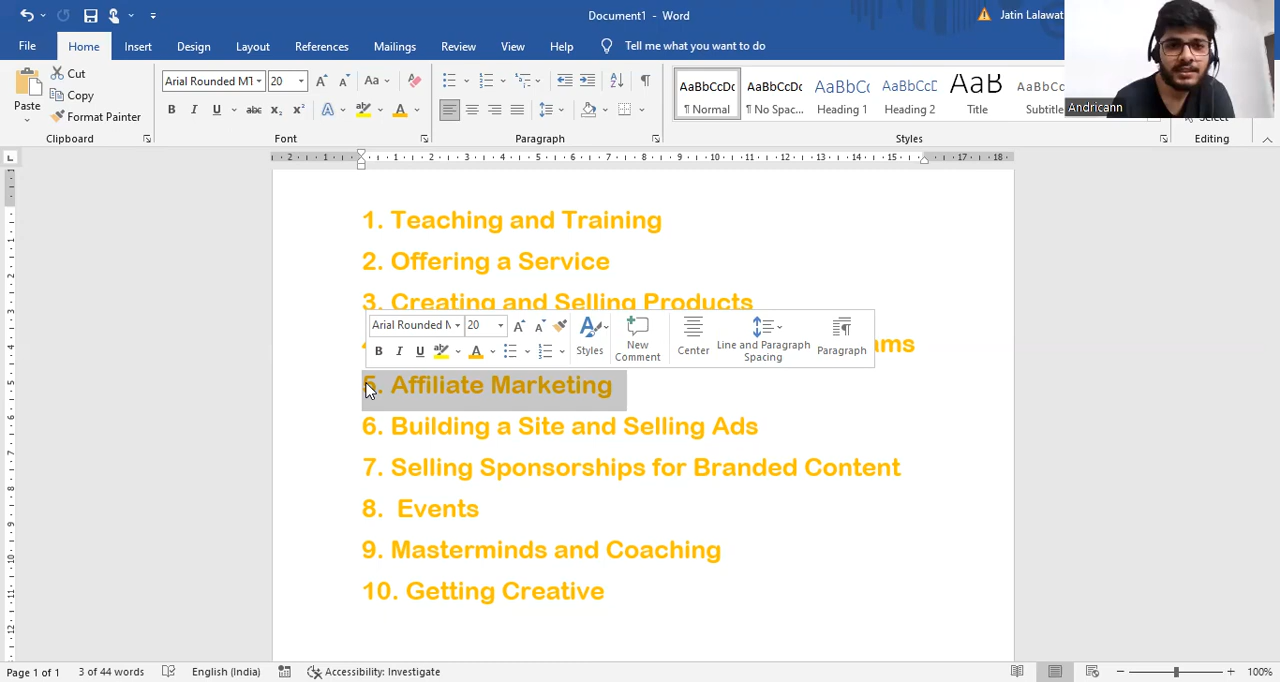 Document1 - Word
Jatin Lalawat
File Home Insert Design Layout References Mailings Review View Help Tell me what you want to do
Andricann
Paste
Cut
Copy
Format Painter
Clipboard
Arial Rounded MT 20
Font
Paragraph
AaBbCcDc AaBbCcDc AaBbCc AaBbCcD AaB AaBbCc
¶ Normal ¶ No Spac... Heading 1 Heading 2 Title Subtitle
Styles
Select
Editing
1. Teaching and Training
2. Offering a Service
3. Creating and Selling Products
Arial Rounded 20
Styles New Comment Center Line and Paragraph Spacing Paragraph
5. Affiliate Marketing
6. Building a Site and Selling Ads
7. Selling Sponsorships for Branded Content
8. Events
9. Masterminds and Coaching
10. Getting Creative
Page 1 of 1 3 of 44 words English (India) Accessibility: Investigate 100%